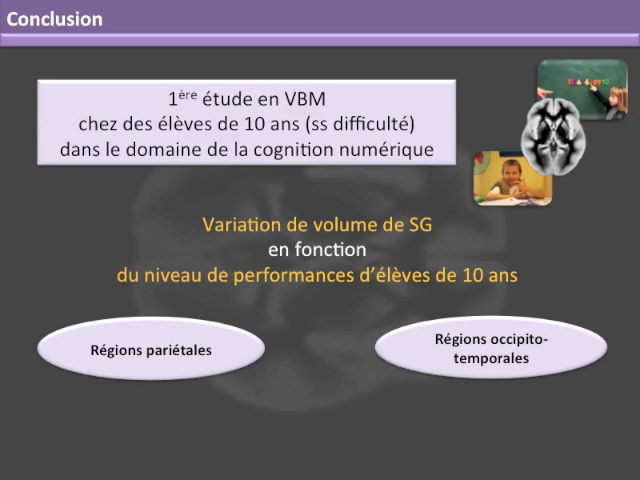 Conclusion
1ère étude en VBM
chez des élèves de 10 ans (ss difficulté)
dans le domaine de la cognition numérique
Variation de volume de SG
en fonction
du niveau de performances d'élèves de 10 ans
Régions pariétales
Régions occipito-
temporales